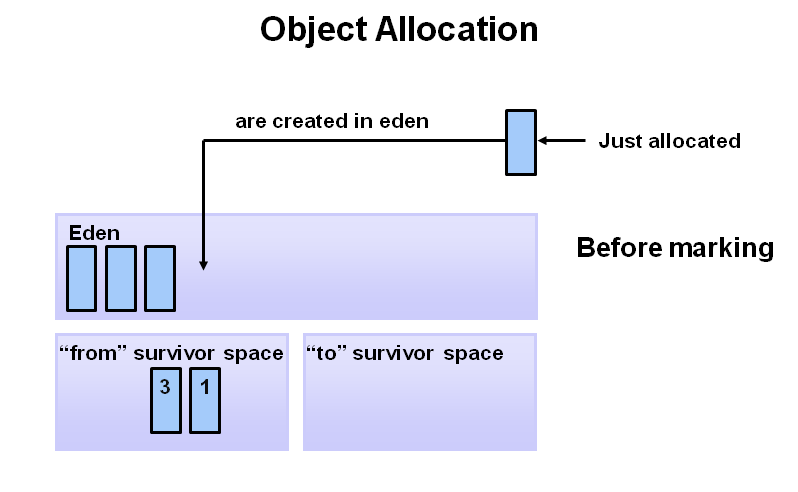 Object Allocation
are created in eden
Just allocated
Eden
Before marking
“from” survivor space
“to” survivor space
3 1